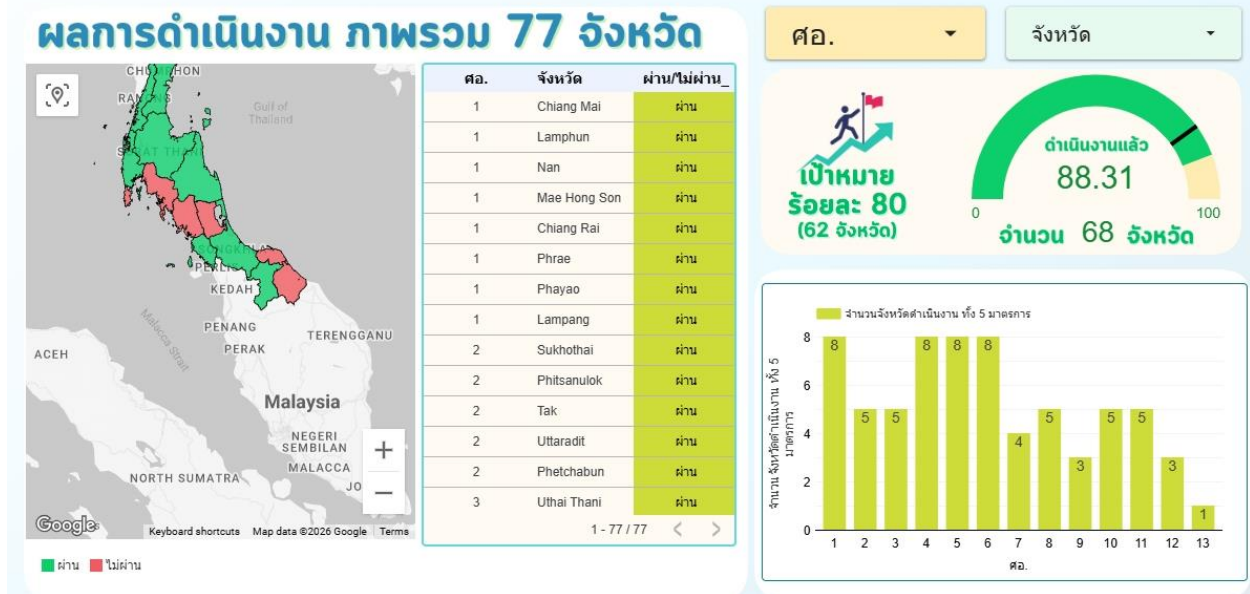 ผลการดำเนินงาน ภาพรวม 77 จังหวัด
ศอ.
จังหวัด
Gulf of
Thailand
KEDAH
PENANG
PERAK
TERENGGANU
ACEH
Malacca Strait
Malaysia
NEGERI
SEMBILAN
MALACCA
NORTH SUMATRA
+
−
Google
Keyboard shortcuts Map data ©2026 Google Terms
ผ่าน ไม่ผ่าน
ศอ. จังหวัด ผ่าน/ไม่ผ่าน_
1 Chiang Mai ผ่าน
1 Lamphun ผ่าน
1 Nan ผ่าน
1 Mae Hong Son ผ่าน
1 Chiang Rai ผ่าน
1 Phrae ผ่าน
1 Phayao ผ่าน
1 Lampang ผ่าน
2 Sukhothai ผ่าน
2 Phitsanulok ผ่าน
2 Tak ผ่าน
2 Uttaradit ผ่าน
2 Phetchabun ผ่าน
3 Uthai Thani ผ่าน
1 - 77 / 77 < >
เป้าหมาย
ร้อยละ 80
(62 จังหวัด)
ดำเนินงานแล้ว
88.31
0 100
จำนวน 68 จังหวัด
จำนวนจังหวัดดำเนินงาน ทั้ง 5 มาตรการ
จำนวนจังหวัดดำเนินงาน ทั้ง 5
มาตรการ
8
6
4
2
0
8 5 5 8 8 8 4 5 3 5 5 3 1
1 2 3 4 5 6 7 8 9 10 11 12 13
ศอ.